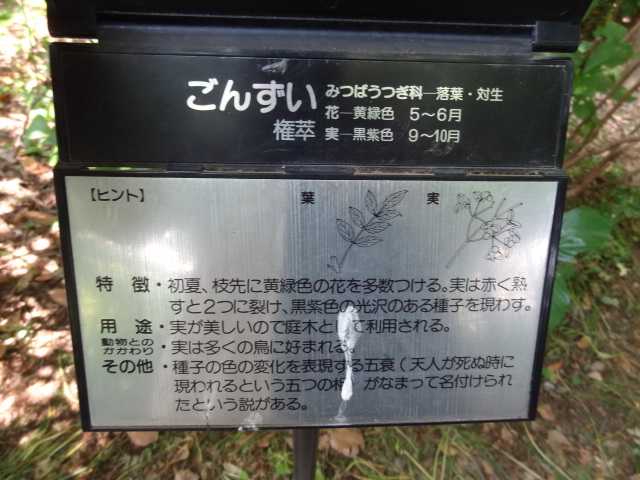 ごんずい みつばうつぎ科―落葉・対生
花―黄緑色 5～6月
権萃 実―黒紫色 9～10月
【ヒント】 葉 実
特徴・初夏、枝先に黄緑色の花を多数つける。実は赤く熟
すと2つに裂け、黒紫色の光沢のある種子を現わす。
用途・実が美しいので庭木として利用される。
動物との
かかわり・実は多くの鳥に好まれる。
その他・種子の色の変化を表現する五衰(天人が死ぬ時に
現われるという五つの相)がなまって名付けられ
たという説がある。